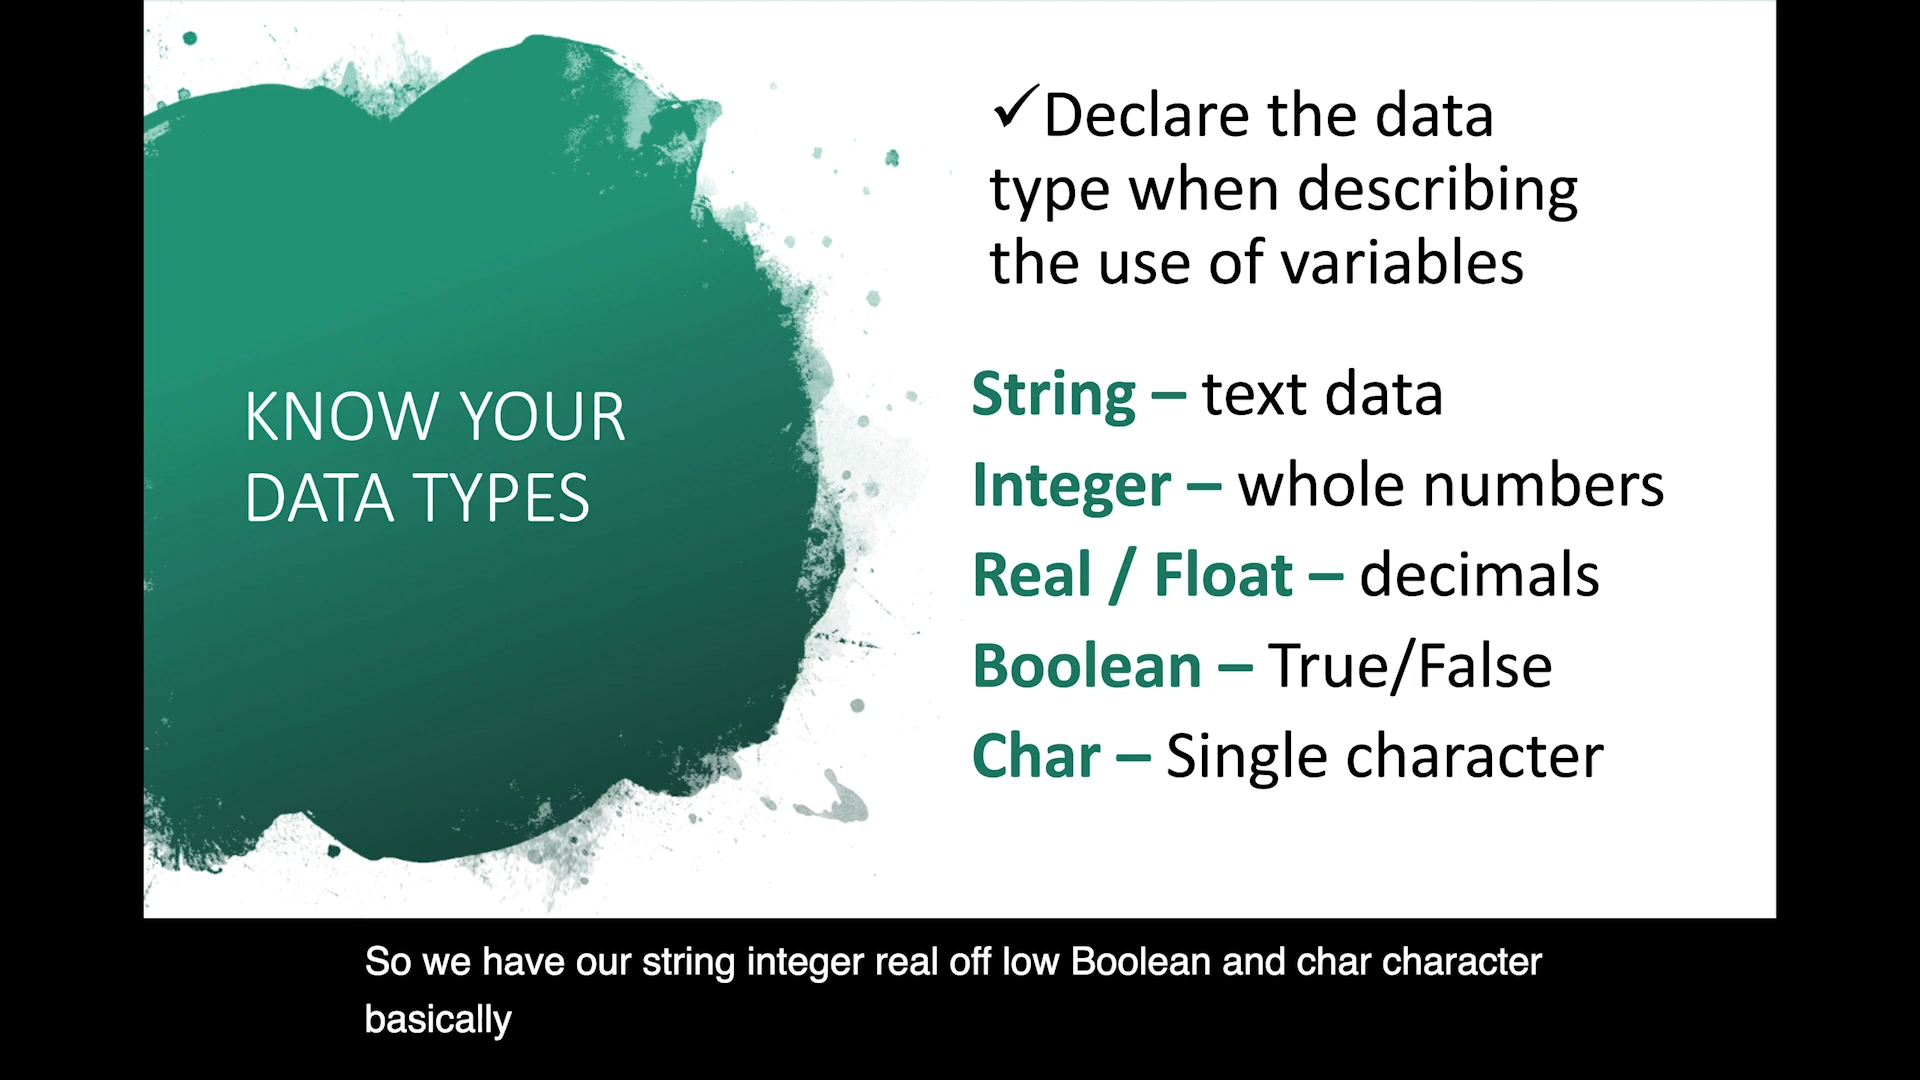 KNOW YOUR
DATA TYPES
✓Declare the data
type when describing
the use of variables
String – text data
Integer – whole numbers
Real / Float – decimals
Boolean – True/False
Char – Single character
So we have our string integer real off low Boolean and char character
basically